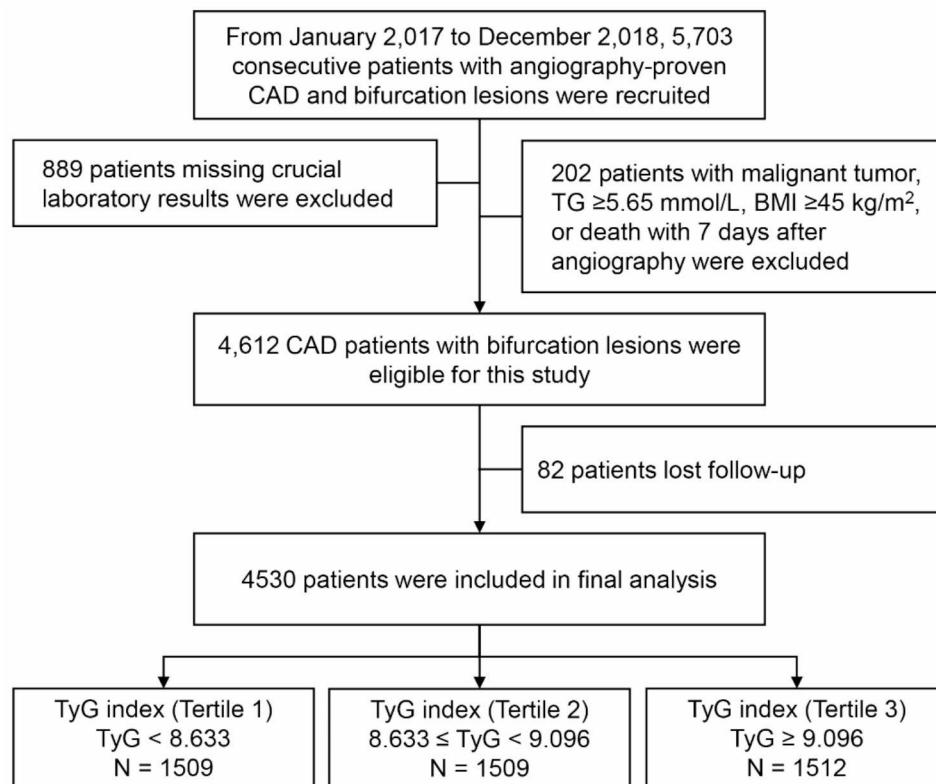 From January 2,017 to December 2,018, 5,703
consecutive patients with angiography-proven
CAD and bifurcation lesions were recruited
889 patients missing crucial
laboratory results were excluded
202 patients with malignant tumor,
TG ≥5.65 mmol/L, BMI ≥45 kg/m²,
or death with 7 days after
angiography were excluded
4,612 CAD patients with bifurcation lesions were
eligible for this study
82 patients lost follow-up
4530 patients were included in final analysis
TyG index (Tertile 1)
TyG < 8.633
N = 1509
TyG index (Tertile 2)
8.633 ≤ TyG < 9.096
N = 1509
TyG index (Tertile 3)
TyG ≥ 9.096
N = 1512